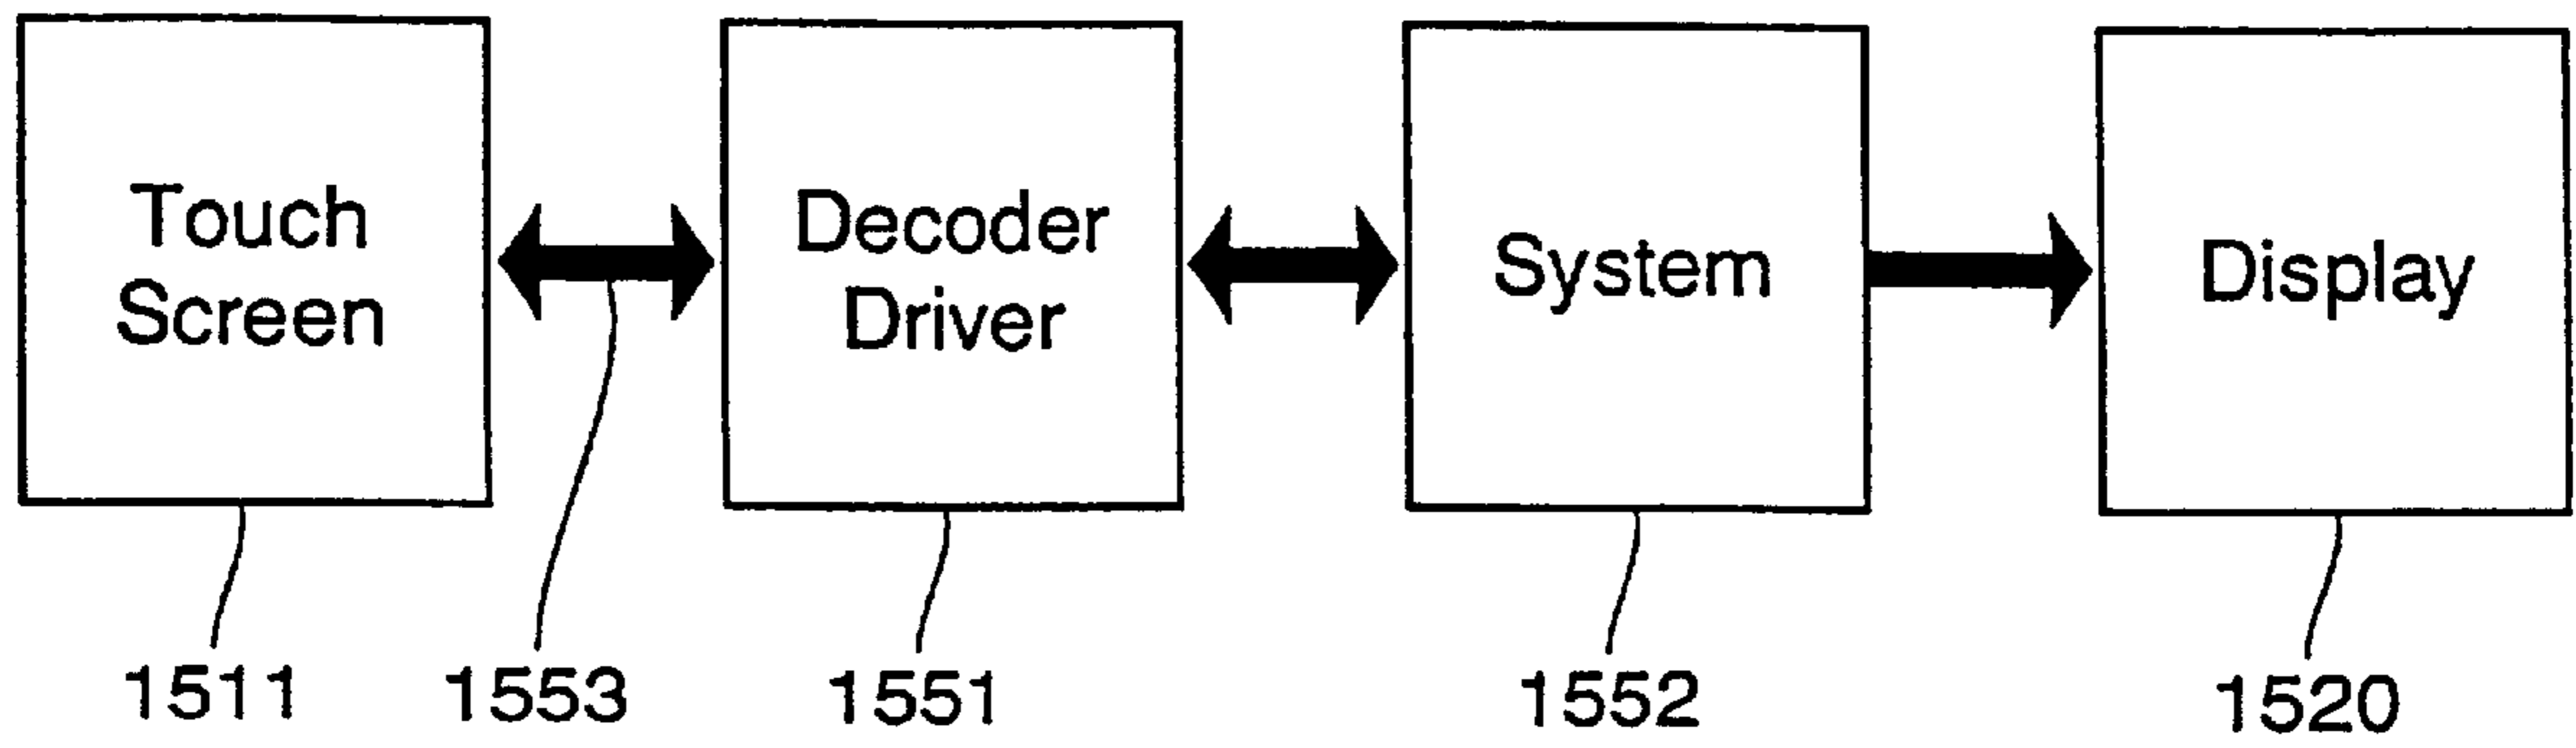 Touch
Screen
Decoder
Driver
System
Display
1511
1553
1551
1552
1520